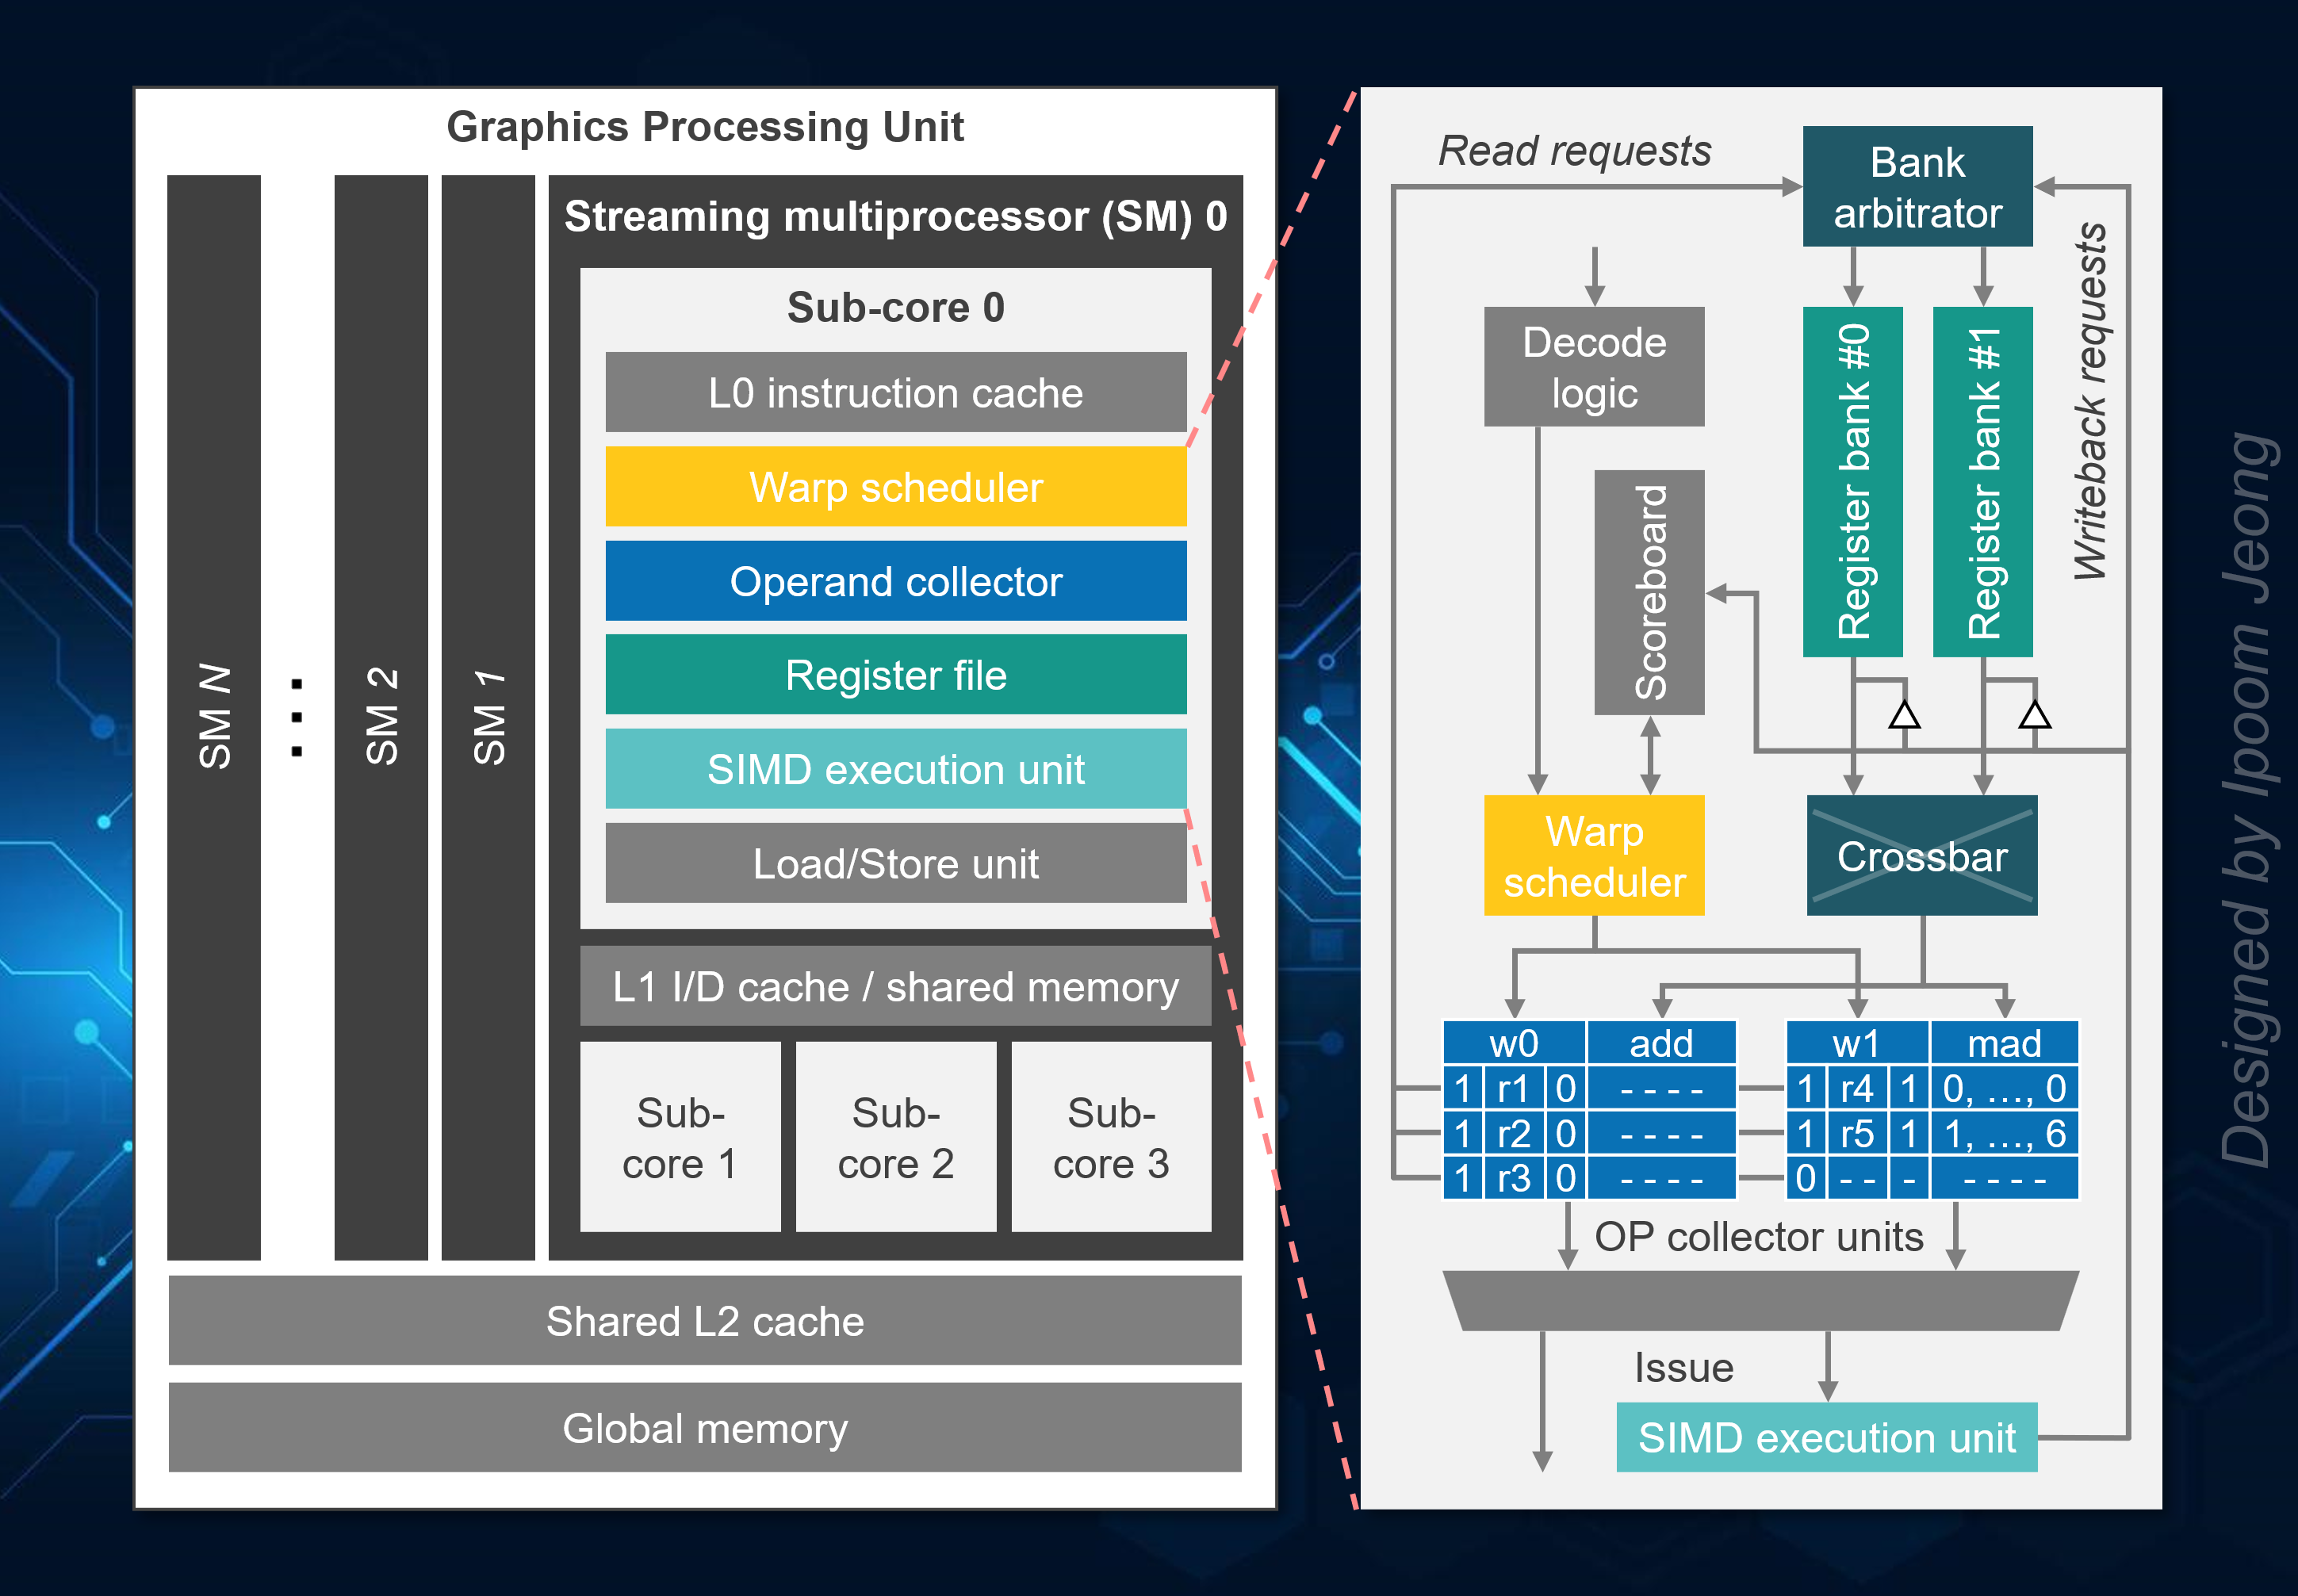 Graphics Processing Unit
SM N
SM 2
SM 1
Streaming multiprocessor (SM) 0
Sub-core 0
L0 instruction cache
Warp scheduler
Operand collector
Register file
SIMD execution unit
Load/Store unit
L1 I/D cache / shared memory
Sub-
core 1
Sub-
core 2
Sub-
core 3
Shared L2 cache
Global memory
Read requests
Bank
arbitrator
Decode
logic
Register bank #0
Register bank #1
Writeback requests
Scoreboard
Warp
scheduler
Crossbar
w0 add
1 r1 0 - - - -
1 r2 0 - - - -
1 r3 0 - - - -
w1 mad
1 r4 1 0, ..., 0
1 r5 1 1, ..., 6
0 - - - - - - -
OP collector units
Issue
SIMD execution unit
Designed by Ipoom Jeong